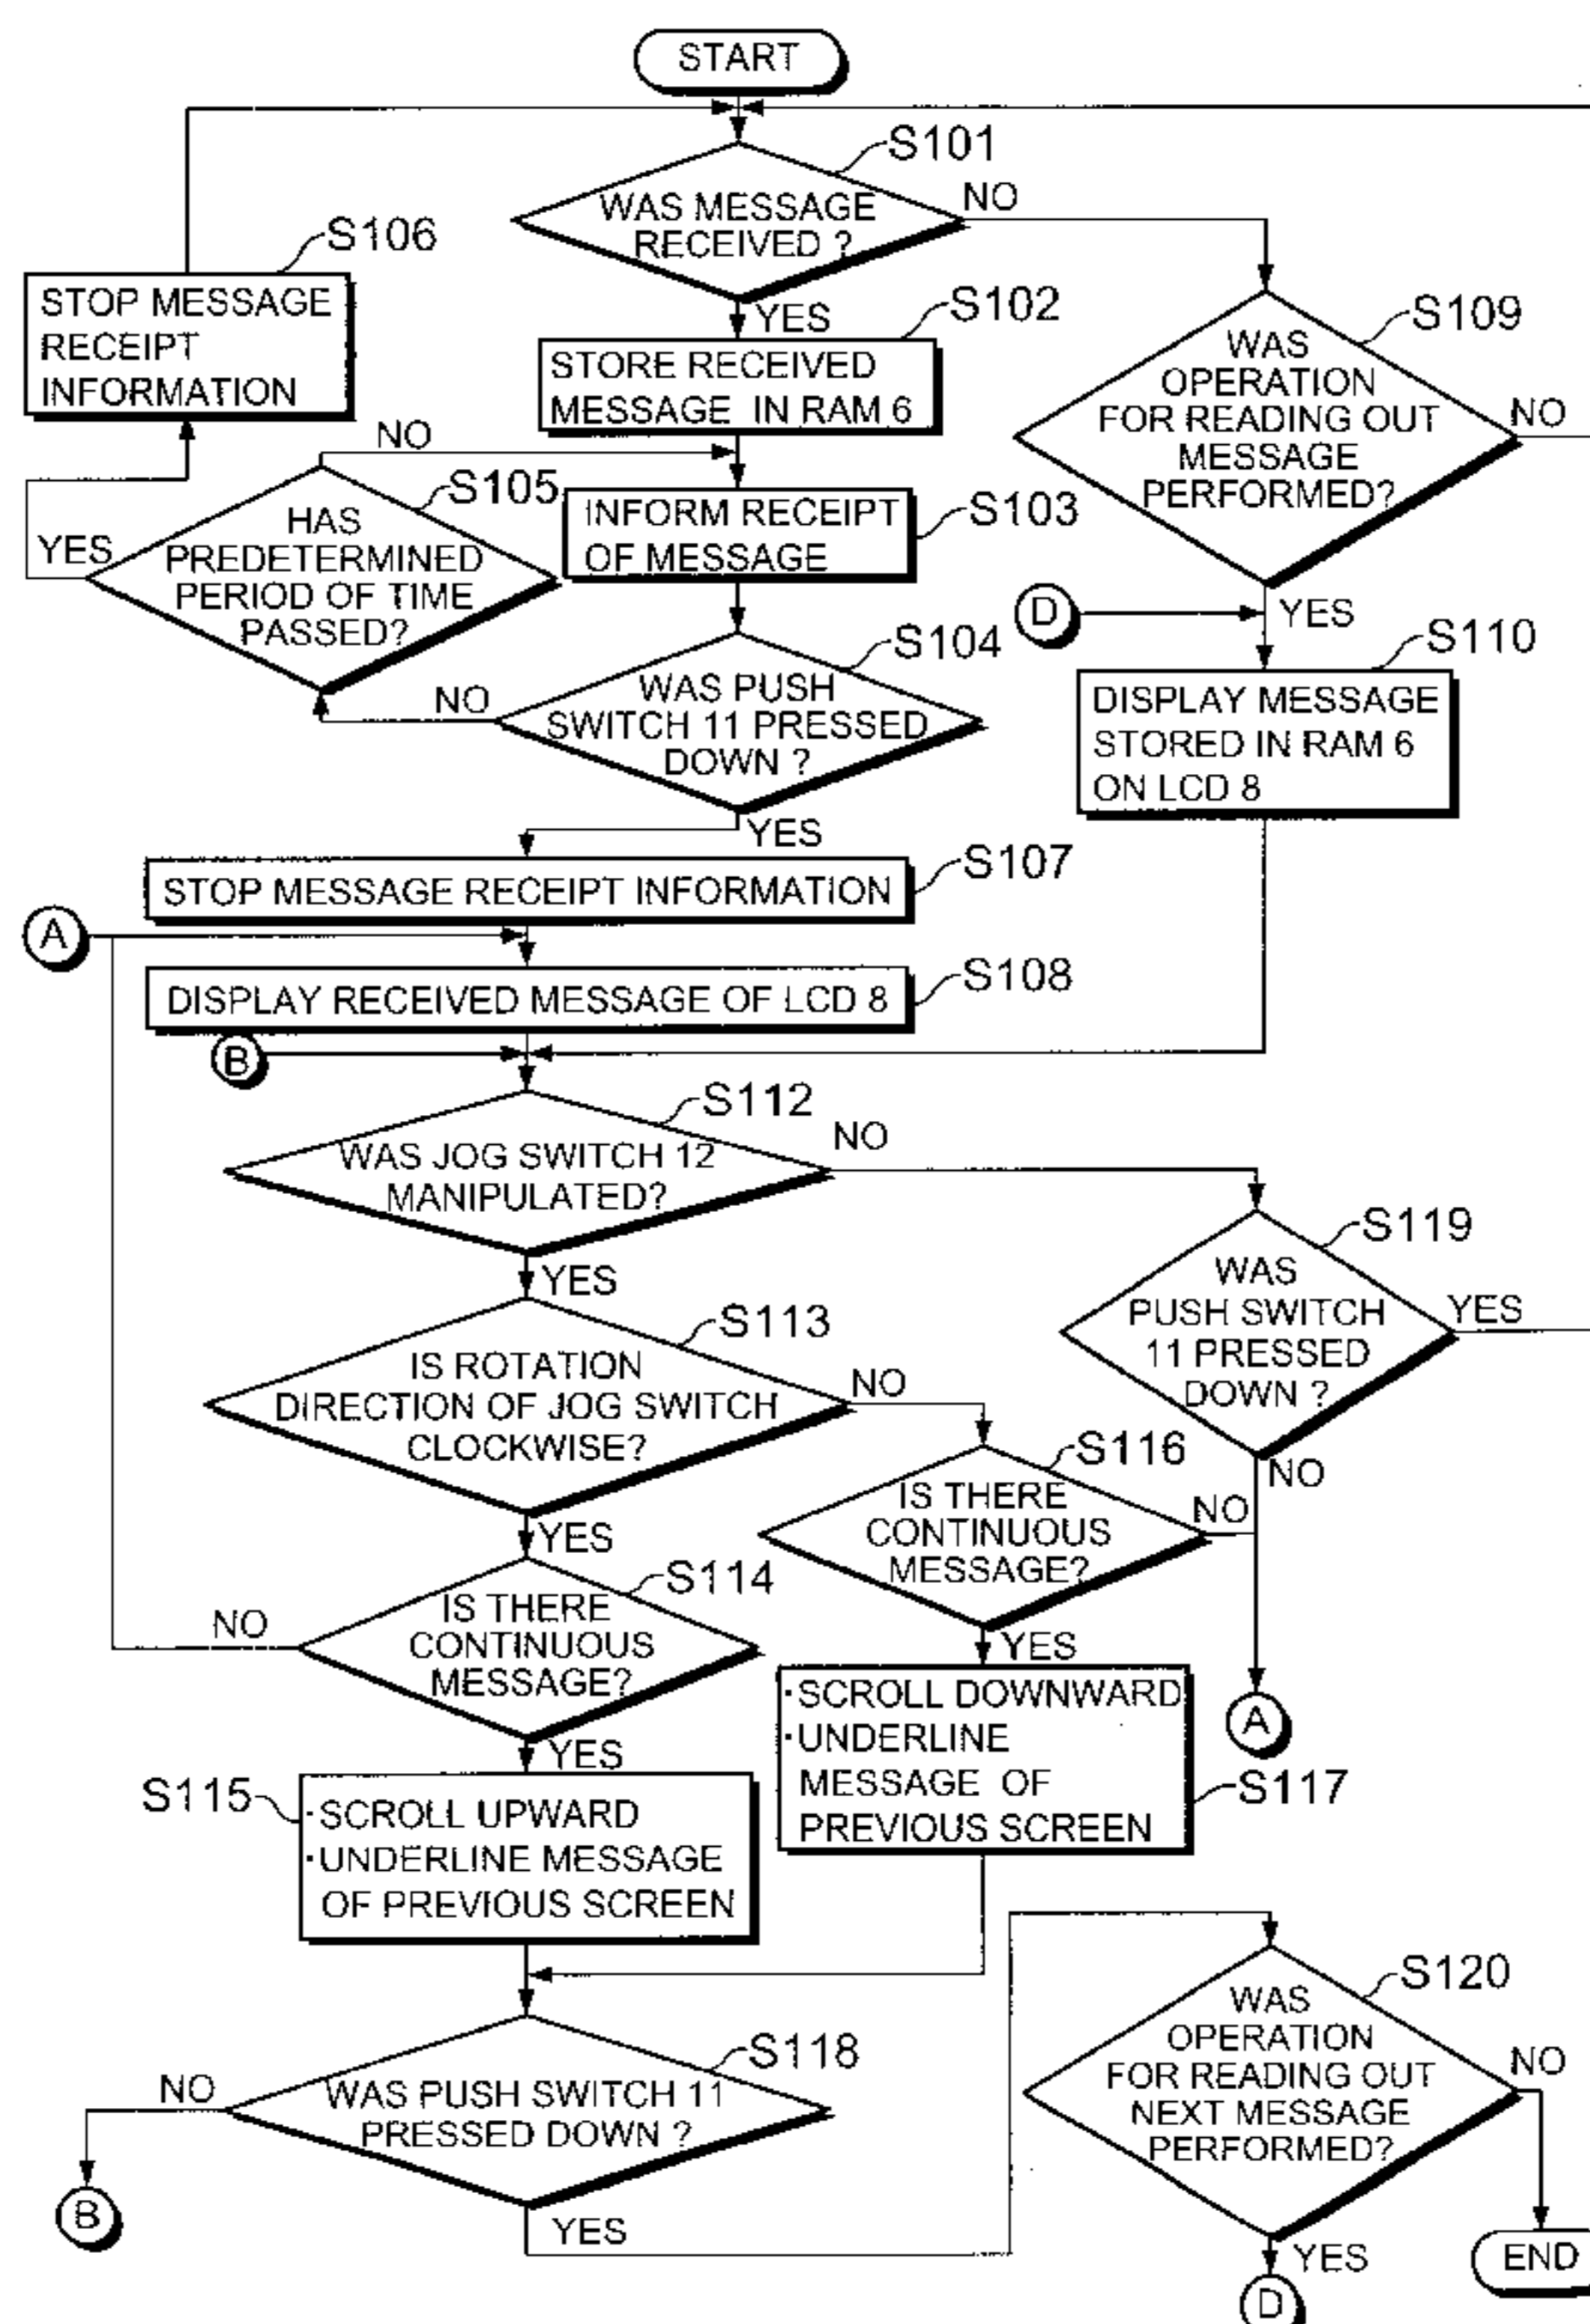 START
S101
WAS MESSAGE
RECEIVED ?
NO
YES
S106
STOP MESSAGE
RECEIPT
INFORMATION
S102
STORE RECEIVED
MESSAGE IN RAM 6
S109
WAS
OPERATION
FOR READING OUT
MESSAGE
PERFORMED?
NO
YES
NO
S105
HAS
PREDETERMINED
PERIOD OF TIME
PASSED?
YES
S103
INFORM RECEIPT
OF MESSAGE
D
S104
WAS PUSH
SWITCH 11 PRESSED
DOWN ?
NO
YES
S110
DISPLAY MESSAGE
STORED IN RAM 6
ON LCD 8
S107
STOP MESSAGE RECEIPT INFORMATION
A
S108
DISPLAY RECEIVED MESSAGE OF LCD 8
B
S112
WAS JOG SWITCH 12
MANIPULATED?
NO
YES
S119
WAS
PUSH SWITCH
11 PRESSED
DOWN ?
YES
NO
S113
IS ROTATION
DIRECTION OF JOG SWITCH
CLOCKWISE?
NO
YES
S116
IS THERE
CONTINUOUS
MESSAGE?
NO
YES
S114
IS THERE
CONTINUOUS
MESSAGE?
NO
YES
A
S117
·SCROLL DOWNWARD
·UNDERLINE
MESSAGE OF
PREVIOUS SCREEN
S115
·SCROLL UPWARD
·UNDERLINE MESSAGE
OF PREVIOUS SCREEN
S118
WAS PUSH SWITCH 11
PRESSED DOWN ?
NO
YES
B
S120
WAS
OPERATION
FOR READING OUT
NEXT MESSAGE
PERFORMED?
NO
YES
END
D